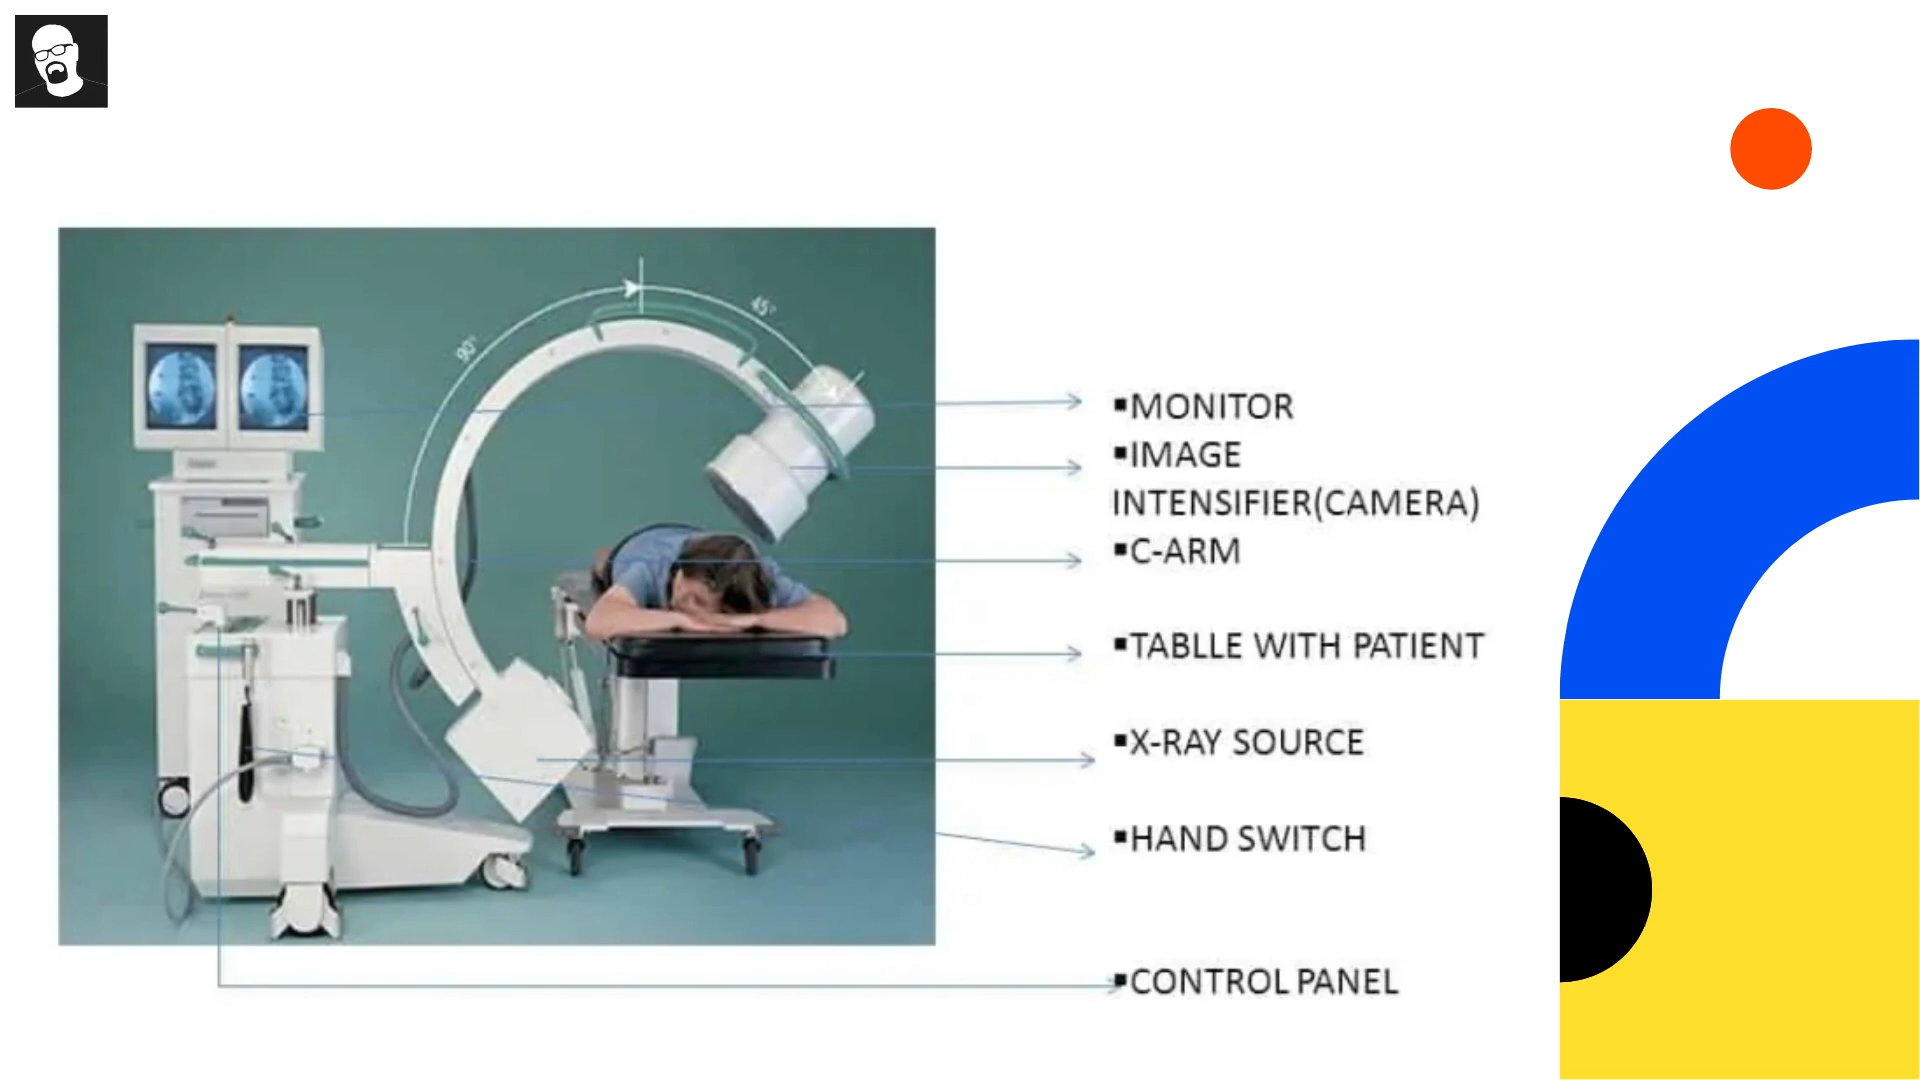 90°
45°
▪MONITOR
▪IMAGE
INTENSIFIER(CAMERA)
▪C-ARM
▪TABLLE WITH PATIENT
▪X-RAY SOURCE
▪HAND SWITCH
▪CONTROL PANEL